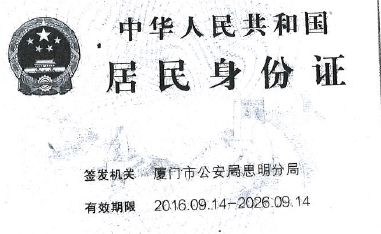 中华人民共和国
居民身份证
签发机关 厦门市公安局思明分局
有效期限 2016.09.14-2026.09.14